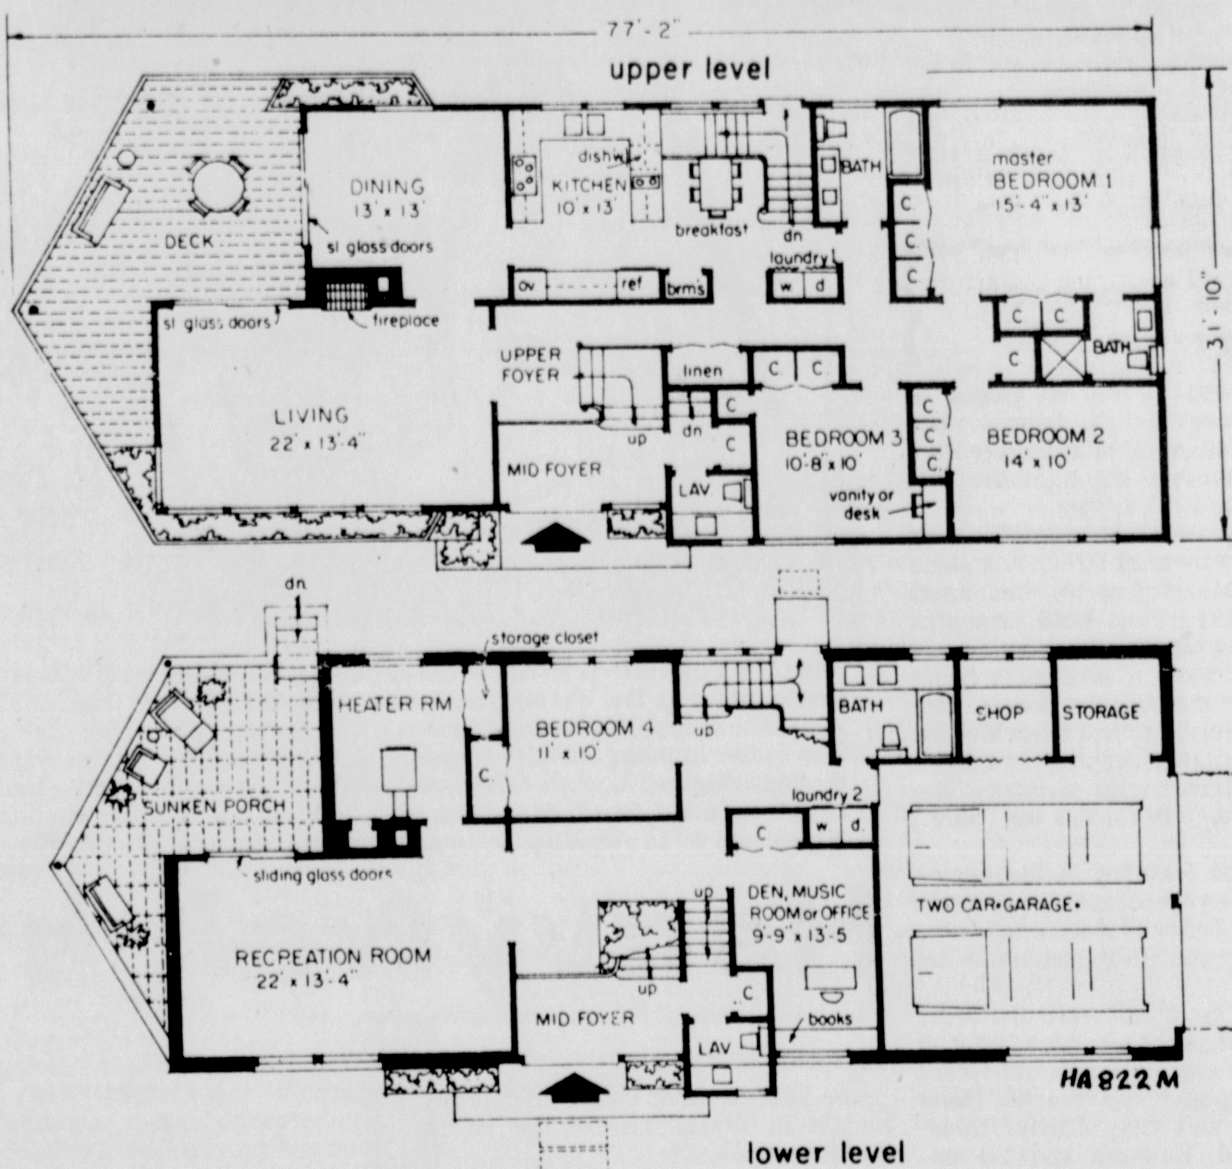 77'-2"
upper level
31'-10"
DINING
13' x 13'
DECK
sl glass doors
sl glass doors
fireplace
dishw.
KITCHEN
10' x 13'
breakfast
dn
BATH
master
BEDROOM 1
15'-4" x 13'
C.
C.
C.
laundry 1
w d
ov
ref
brm's
C C
C
BATH
UPPER
FOYER
linen
C. C.
LIVING
22' x 13'-4"
up
dn
C
C
C
C
C
BEDROOM 3
10'-8" x 10'
BEDROOM 2
14' x 10'
MID FOYER
LAV.
vanity or
desk
dn
storage closet
HEATER RM
BEDROOM 4
11' x 10'
C.
up
BATH
SHOP
STORAGE
SUNKEN PORCH
laundry 2
w d.
C
sliding glass doors
up
DEN, MUSIC
ROOM or OFFICE
9'-9" x 13'-5
TWO CAR GARAGE
RECREATION ROOM
22' x 13'-4"
up
C
MID FOYER
books
LAV.
HA822M
lower level